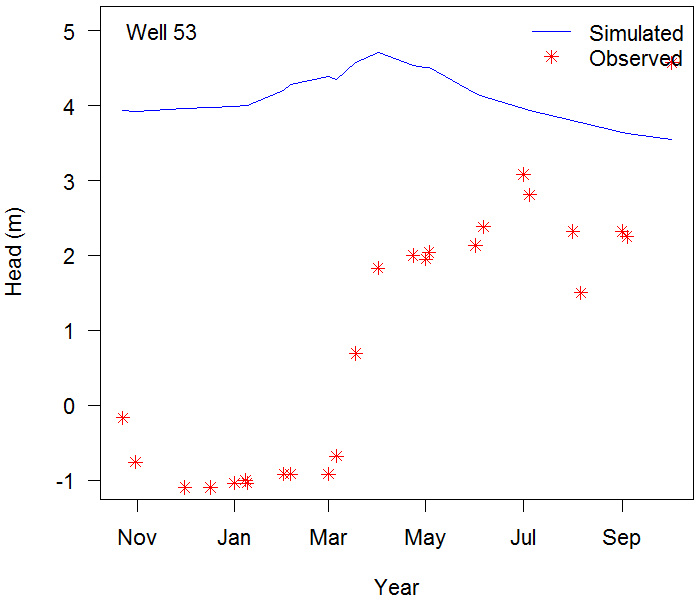 Well 53
Simulated
Observed
5
4
3
2
1
0
-1
Head (m)
Nov Jan Mar May Jul Sep
Year